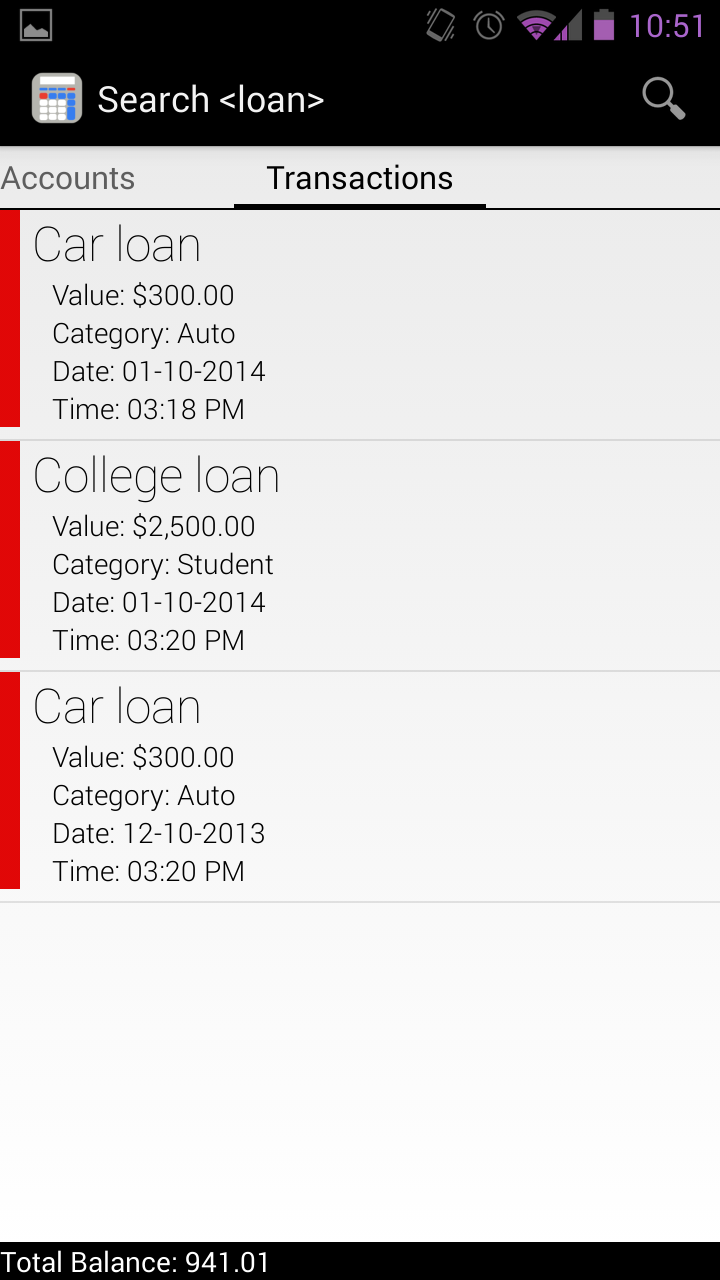 10:51
Search <loan>
Accounts
Transactions
Car loan
Value: $300.00
Category: Auto
Date: 01-10-2014
Time: 03:18 PM
College loan
Value: $2,500.00
Category: Student
Date: 01-10-2014
Time: 03:20 PM
Car loan
Value: $300.00
Category: Auto
Date: 12-10-2013
Time: 03:20 PM
Total Balance: 941.01